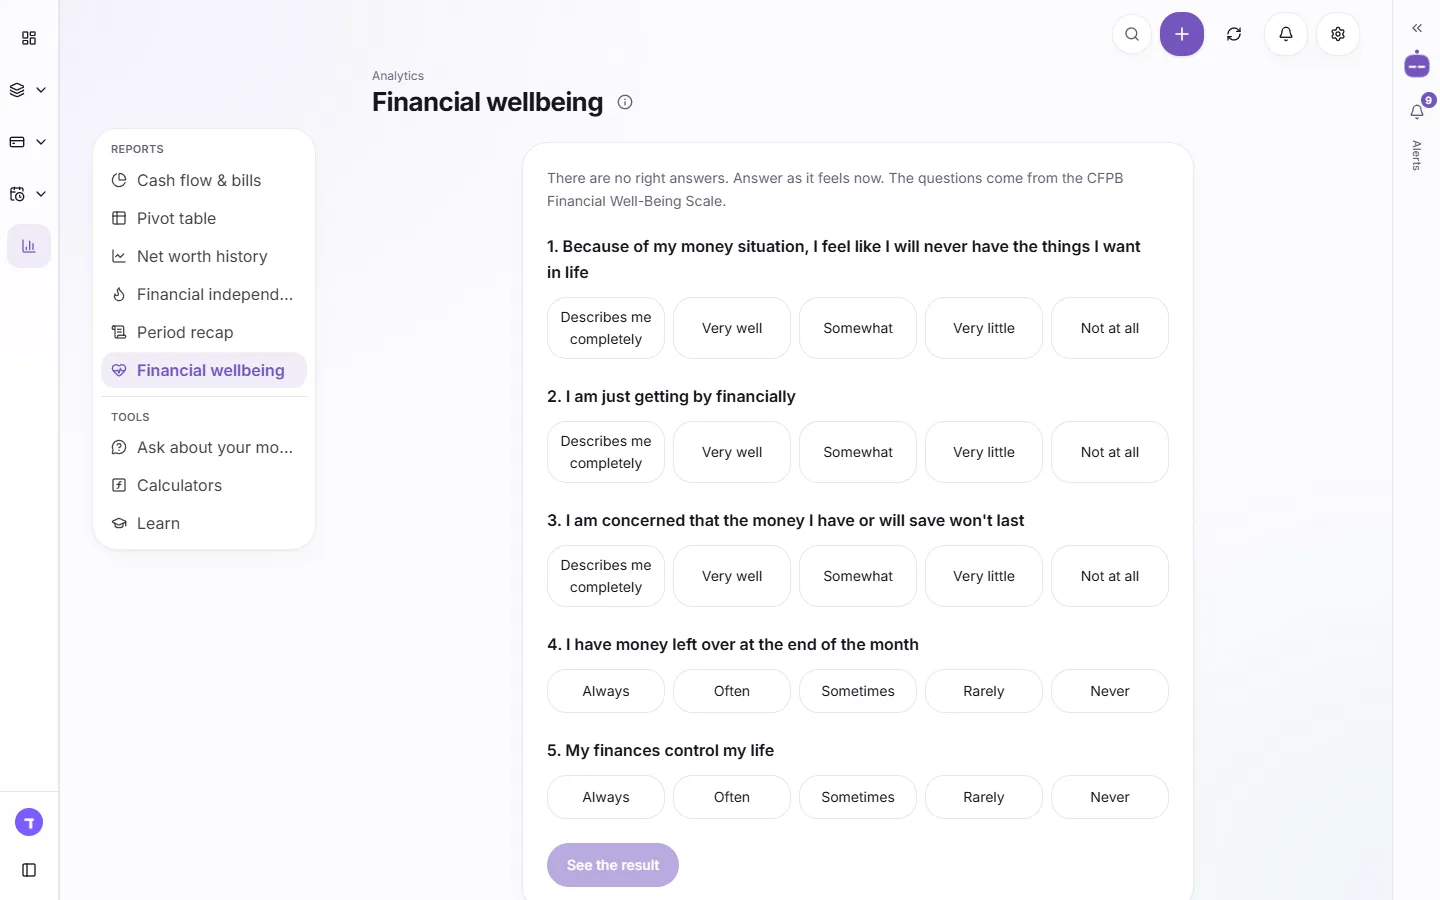 Analytics
Financial wellbeing
9
Alerts
REPORTS
Cash flow & bills
Pivot table
Net worth history
Financial independ...
Period recap
Financial wellbeing
TOOLS
Ask about your mo...
Calculators
Learn
There are no right answers. Answer as it feels now. The questions come from the CFPB
Financial Well-Being Scale.
1. Because of my money situation, I feel like I will never have the things I want
in life
Describes me
completely
Very well
Somewhat
Very little
Not at all
2. I am just getting by financially
Describes me
completely
Very well
Somewhat
Very little
Not at all
3. I am concerned that the money I have or will save won't last
Describes me
completely
Very well
Somewhat
Very little
Not at all
4. I have money left over at the end of the month
Always
Often
Sometimes
Rarely
Never
5. My finances control my life
Always
Often
Sometimes
Rarely
Never
See the result